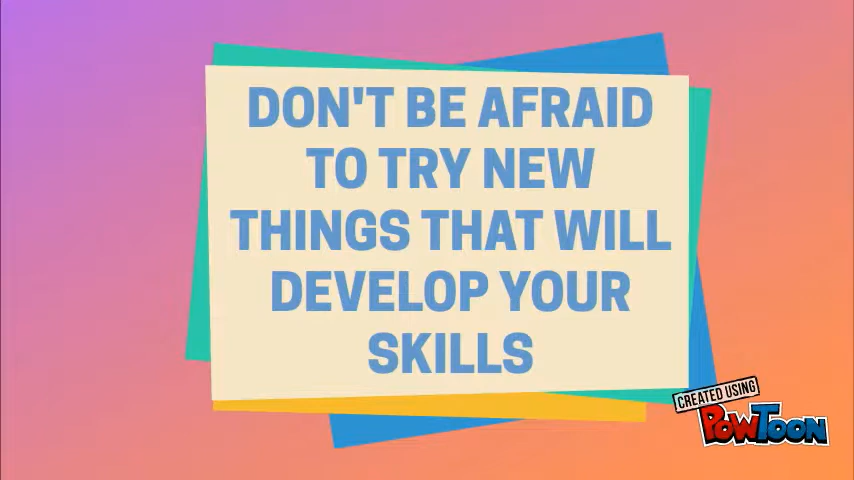 DON'T BE AFRAID
TO TRY NEW
THINGS THAT WILL
DEVELOP YOUR
SKILLS
CREATED USING
POWTOON